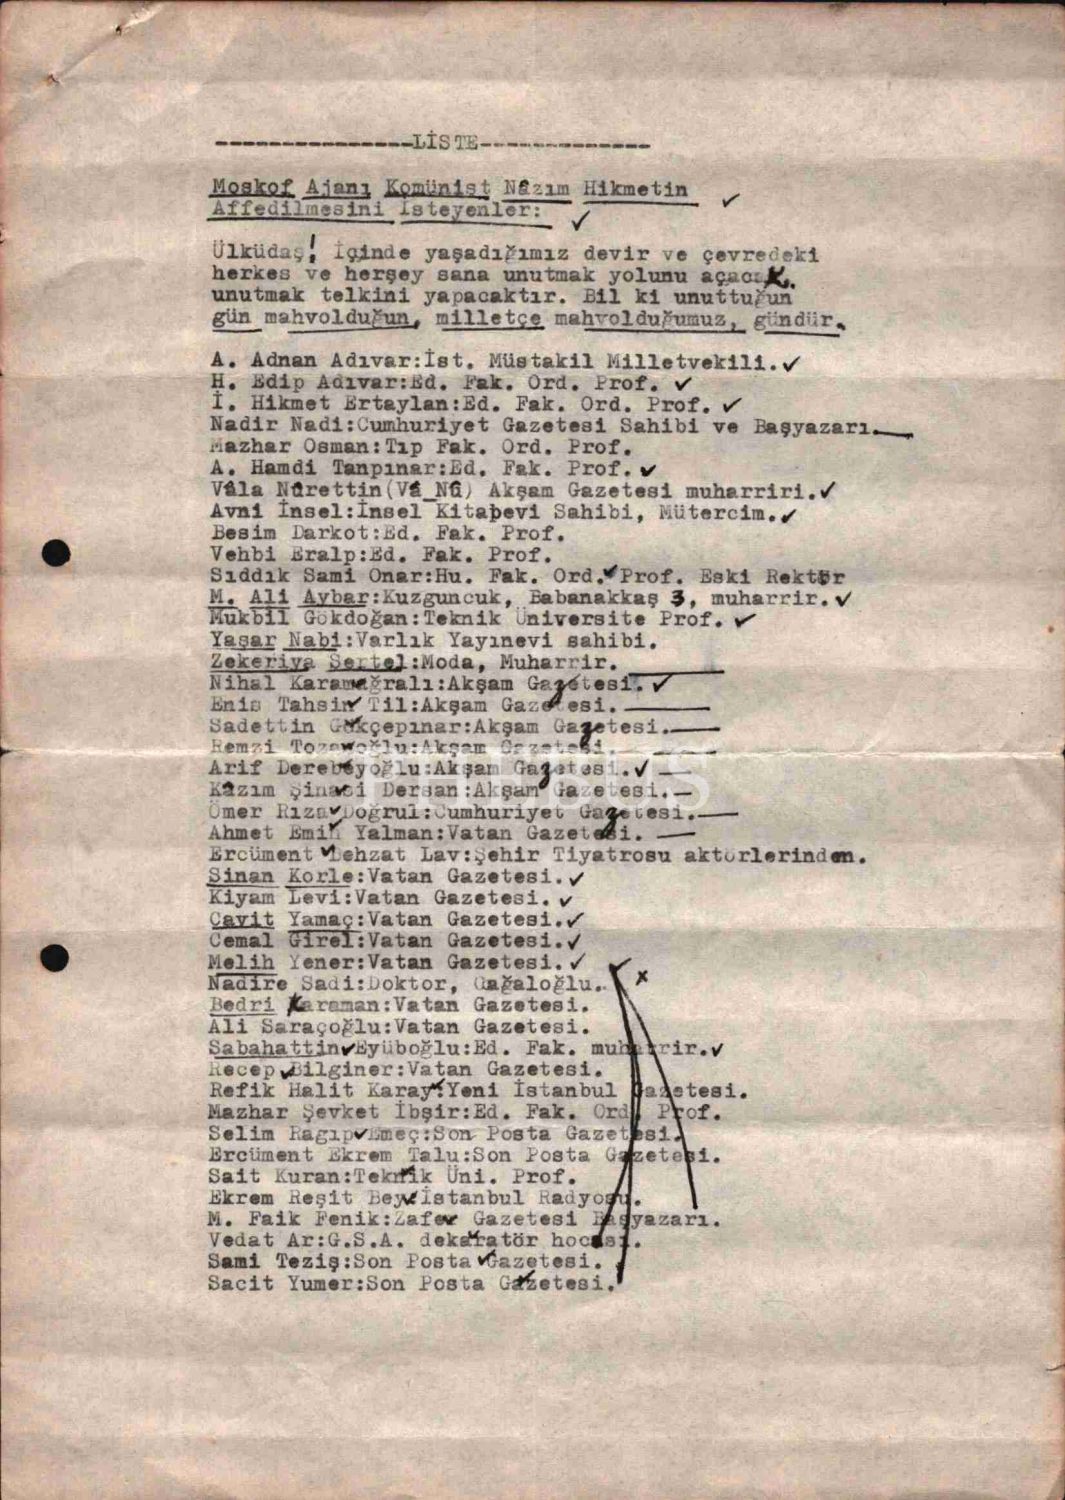 ---------------LİSTE-------------
Moskof Ajanı Komünist Nâzım Hikmetin
Affedilmesini İsteyenler:
Ülküdaş! İçinde yaşadığımız devir ve çevredeki
herkes ve herşey sana unutmak yolunu açacak,
unutmak telkini yapacaktır. Bil ki unuttuğun
gün mahvolduğun, milletçe mahvolduğumuz, gündür.
A. Adnan Adıvar:İst. Müstakil Milletvekili.
H. Edip Adıvar:Ed. Fak. Ord. Prof.
İ. Hikmet Ertaylan:Ed. Fak. Ord. Prof.
Nadir Nadi:Cumhuriyet Gazetesi Sahibi ve Başyazarı.
Mazhar Osman:Tıp Fak. Ord. Prof.
A. Hamdi Tanpınar:Ed. Fak. Prof.
Vâla Nûrettin(Vâ_Nû) Akşam Gazetesi muharriri.
Avni İnsel:İnsel Kitabevi Sahibi, Mütercim.
Besim Darkot:Ed. Fak. Prof.
Vehbi Eralp:Ed. Fak. Prof.
Sıddık Sami Onar:Hu. Fak. Ord. Prof. Eski Rektör
M. Ali Aybar:Kuzguncuk, Babanakkaş 3, muharrir.
Mukbil Gökdoğan:Teknik Üniversite Prof.
Yaşar Nabi:Varlık Yayınevi sahibi.
Zekeriya Sertel:Moda, Muharrir.
Nihal Karamağralı:Akşam Gazetesi.
Enis Tahsin Til:Akşam Gazetesi.
Sadettin Gökçepınar:Akşam Gazetesi.
Remzi Tozanoğlu:Akşam Gazetesi.
Arif Derebeyoğlu:Akşam Gazetesi.
Kâzım Şinasi Dersan:Akşam Gazetesi.
Ömer Rıza Doğrul:Cumhuriyet Gazetesi.
Ahmet Emin Yalman:Vatan Gazetesi.
Ercüment Behzat Lav:Şehir Tiyatrosu aktörlerinden.
Sinan Korle:Vatan Gazetesi.
Kiyam Levi:Vatan Gazetesi.
Cavit Yamaç:Vatan Gazetesi.
Cemal Girel:Vatan Gazetesi.
Melih Yener:Vatan Gazetesi.
Nadire Sadi:Doktor, Cağaloğlu.
Bedri Karaman:Vatan Gazetesi.
Ali Saraçoğlu:Vatan Gazetesi.
Sabahattin Eyüboğlu:Ed. Fak. muharrir.
Recep Bilginer:Vatan Gazetesi.
Refik Halit Karay:Yeni İstanbul Gazetesi.
Mazhar Şevket İbşir:Ed. Fak. Ord. Prof.
Selim Ragıp Emeç:Son Posta Gazetesi.
Ercüment Ekrem Talu:Son Posta Gazetesi.
Sait Kuran:Teknik Üni. Prof.
Ekrem Reşit Bey:İstanbul Radyosu.
M. Faik Fenik:Zafer Gazetesi Başyazarı.
Vedat Ar:G.S.A. dekaratör hocası.
Sami Teziş:Son Posta Gazetesi.
Sacit Yumer:Son Posta Gazetesi.